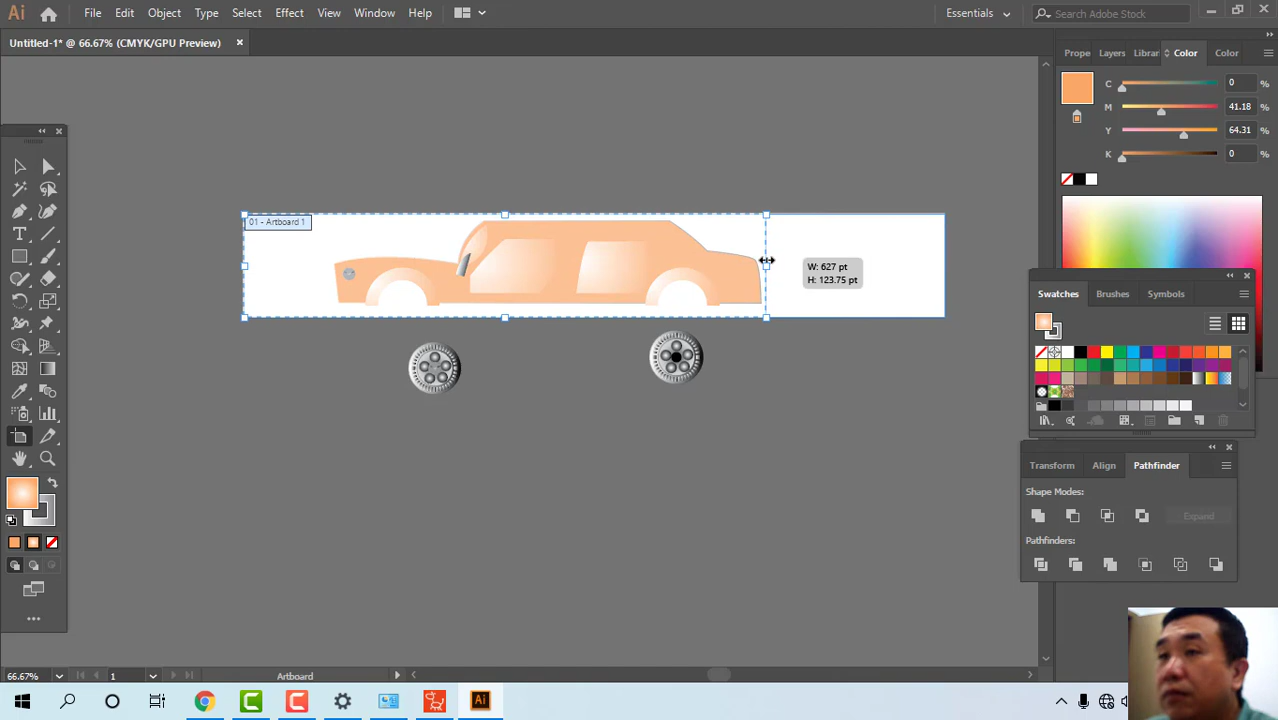 Ai File Edit Object Type Select Effect View Window Help Essentials Search Adobe Stock
Untitled-1* @ 66.67% (CMYK/GPU Preview) ×
Prope Layers Librar Color Color
C 0 %
M 41.18 %
Y 64.31 %
K 0 %
01 - Artboard 1
W: 627 pt
H: 123.75 pt
Swatches Brushes Symbols
Transform Align Pathfinder
Shape Modes:
Expand
Pathfinders:
66.67% 1 Artboard
Ai